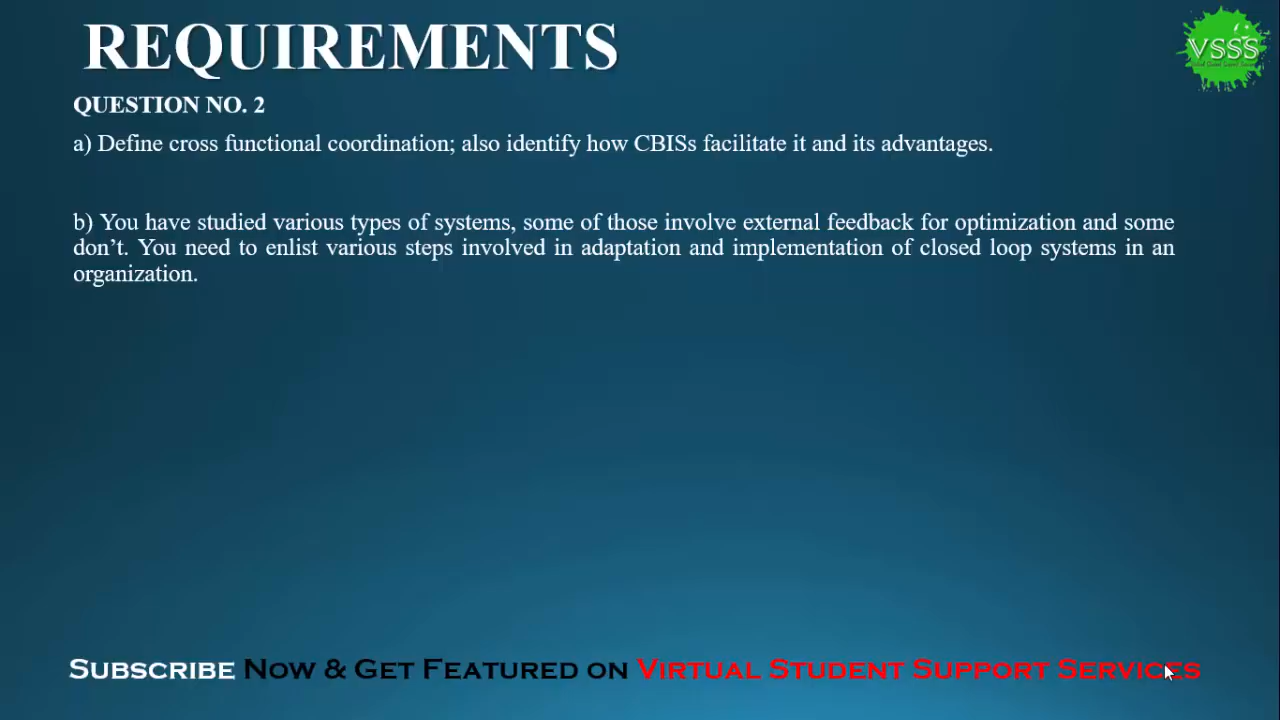 REQUIREMENTS
VSSS
QUESTION NO. 2
a) Define cross functional coordination; also identify how CBISs facilitate it and its advantages.
b) You have studied various types of systems, some of those involve external feedback for optimization and some
don’t. You need to enlist various steps involved in adaptation and implementation of closed loop systems in an
organization.
Subscribe Now & Get Featured on Virtual Student Support Services